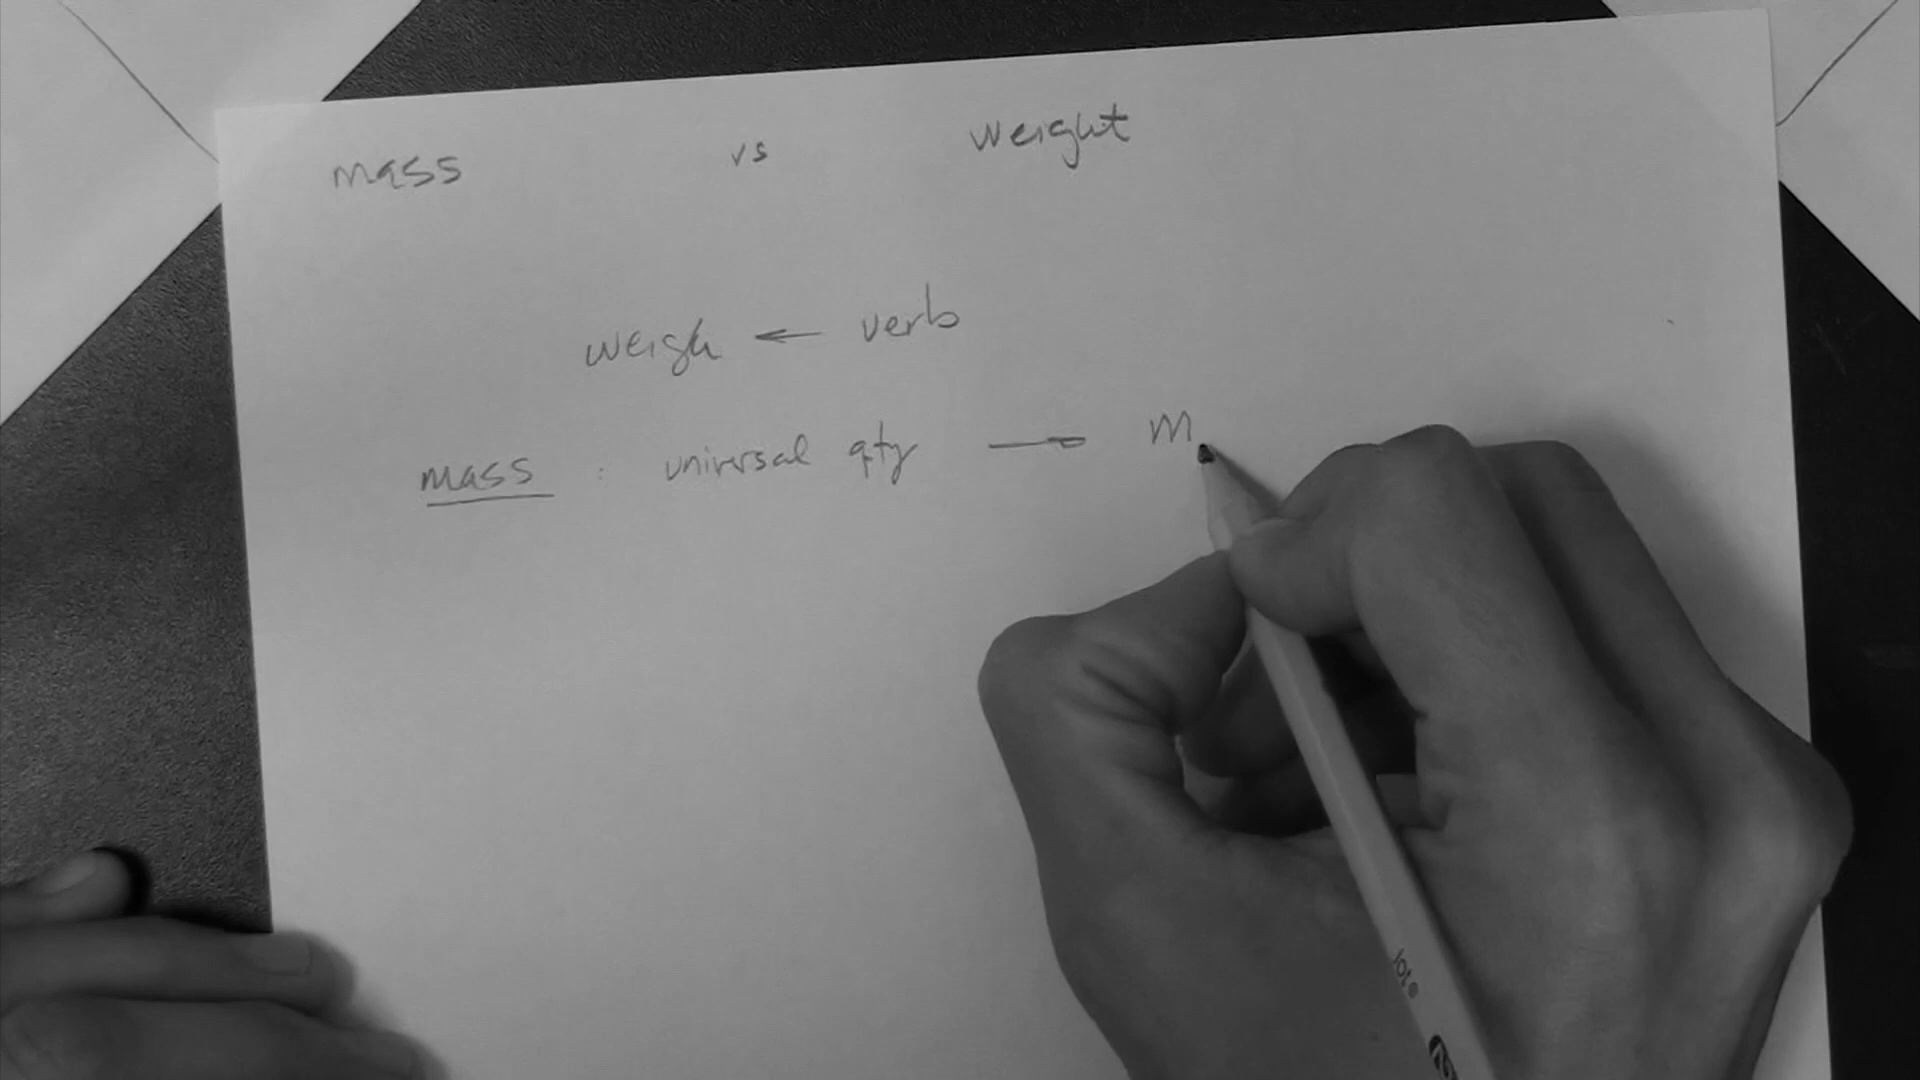 mass vs weight
weigh ← verb
mass : universal qty → m